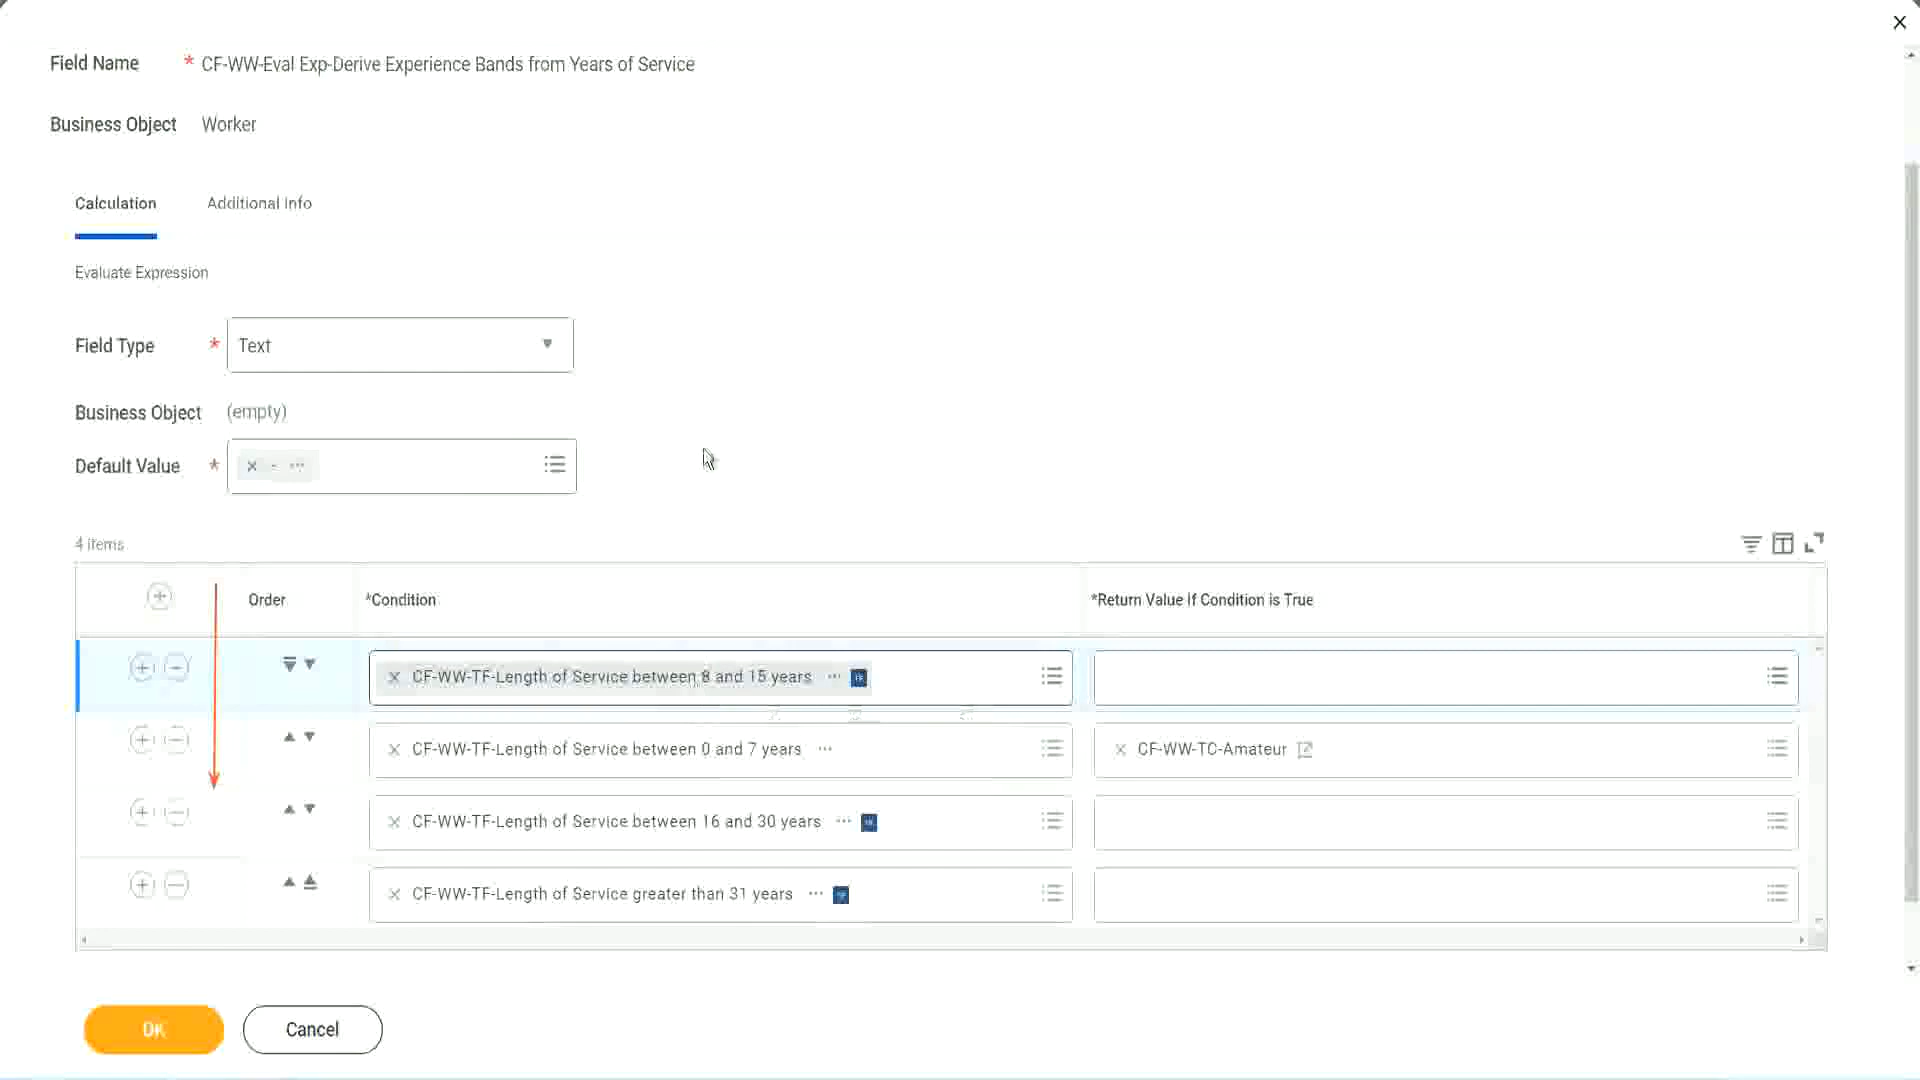 Field Name * CF-WW-Eval Exp-Derive Experience Bands from Years of Service
Business Object Worker
Calculation Additional Info
Evaluate Expression
Field Type * Text
Business Object (empty)
Default Value * × - ...
4 items
Order *Condition *Return Value If Condition is True
CF-WW-TF-Length of Service between 8 and 15 years ...
CF-WW-TF-Length of Service between 0 and 7 years ... CF-WW-TC-Amateur
CF-WW-TF-Length of Service between 16 and 30 years ...
CF-WW-TF-Length of Service greater than 31 years ...
OK Cancel